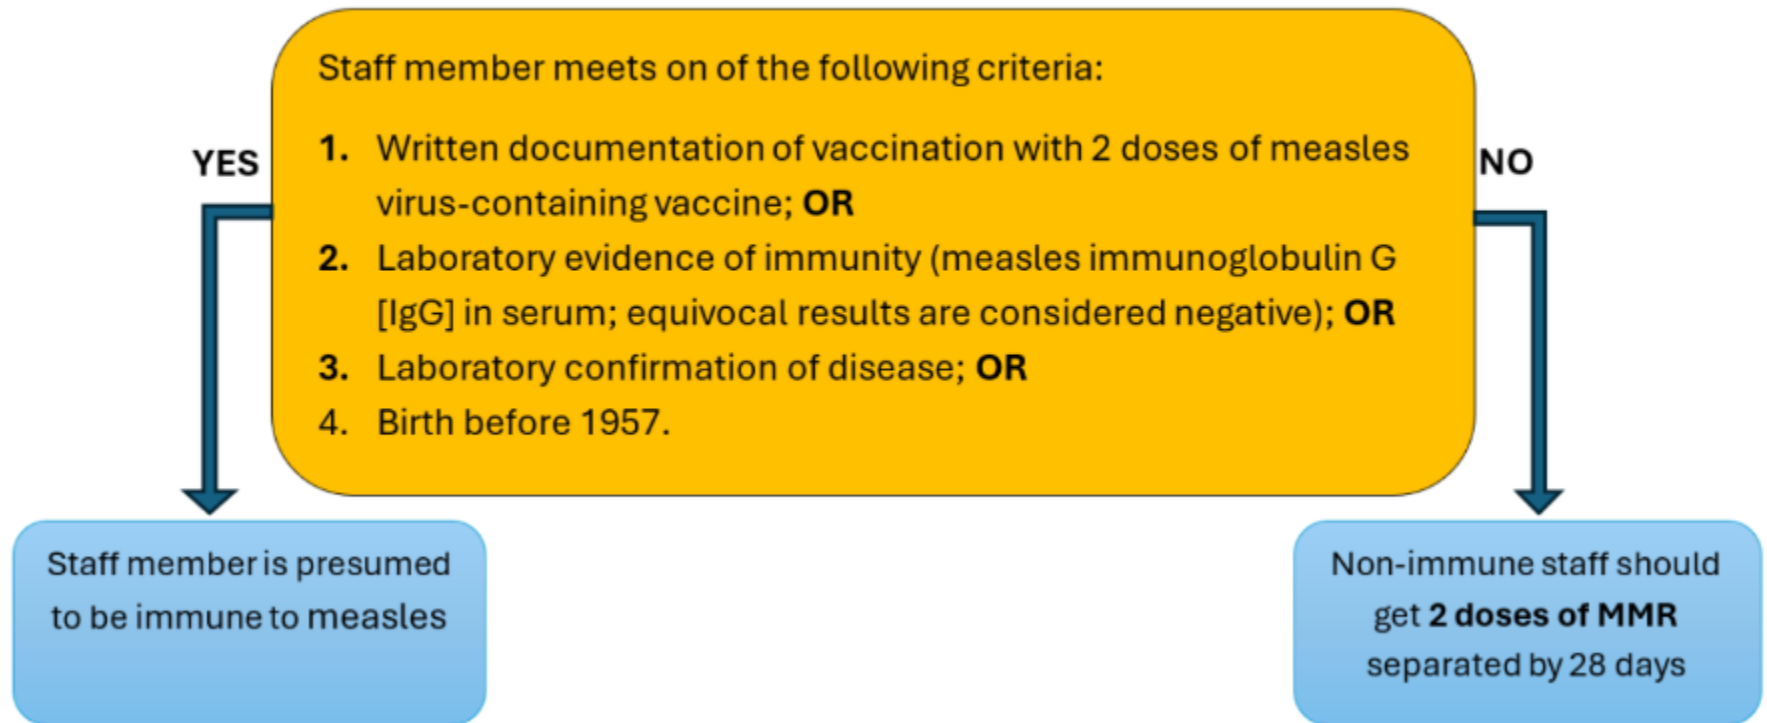 Staff member meets on of the following criteria:
YES
NO
1. Written documentation of vaccination with 2 doses of measles
virus-containing vaccine; OR
2. Laboratory evidence of immunity (measles immunoglobulin G
[IgG] in serum; equivocal results are considered negative); OR
3. Laboratory confirmation of disease; OR
4. Birth before 1957.
Staff member is presumed
to be immune to measles
Non-immune staff should
get 2 doses of MMR
separated by 28 days